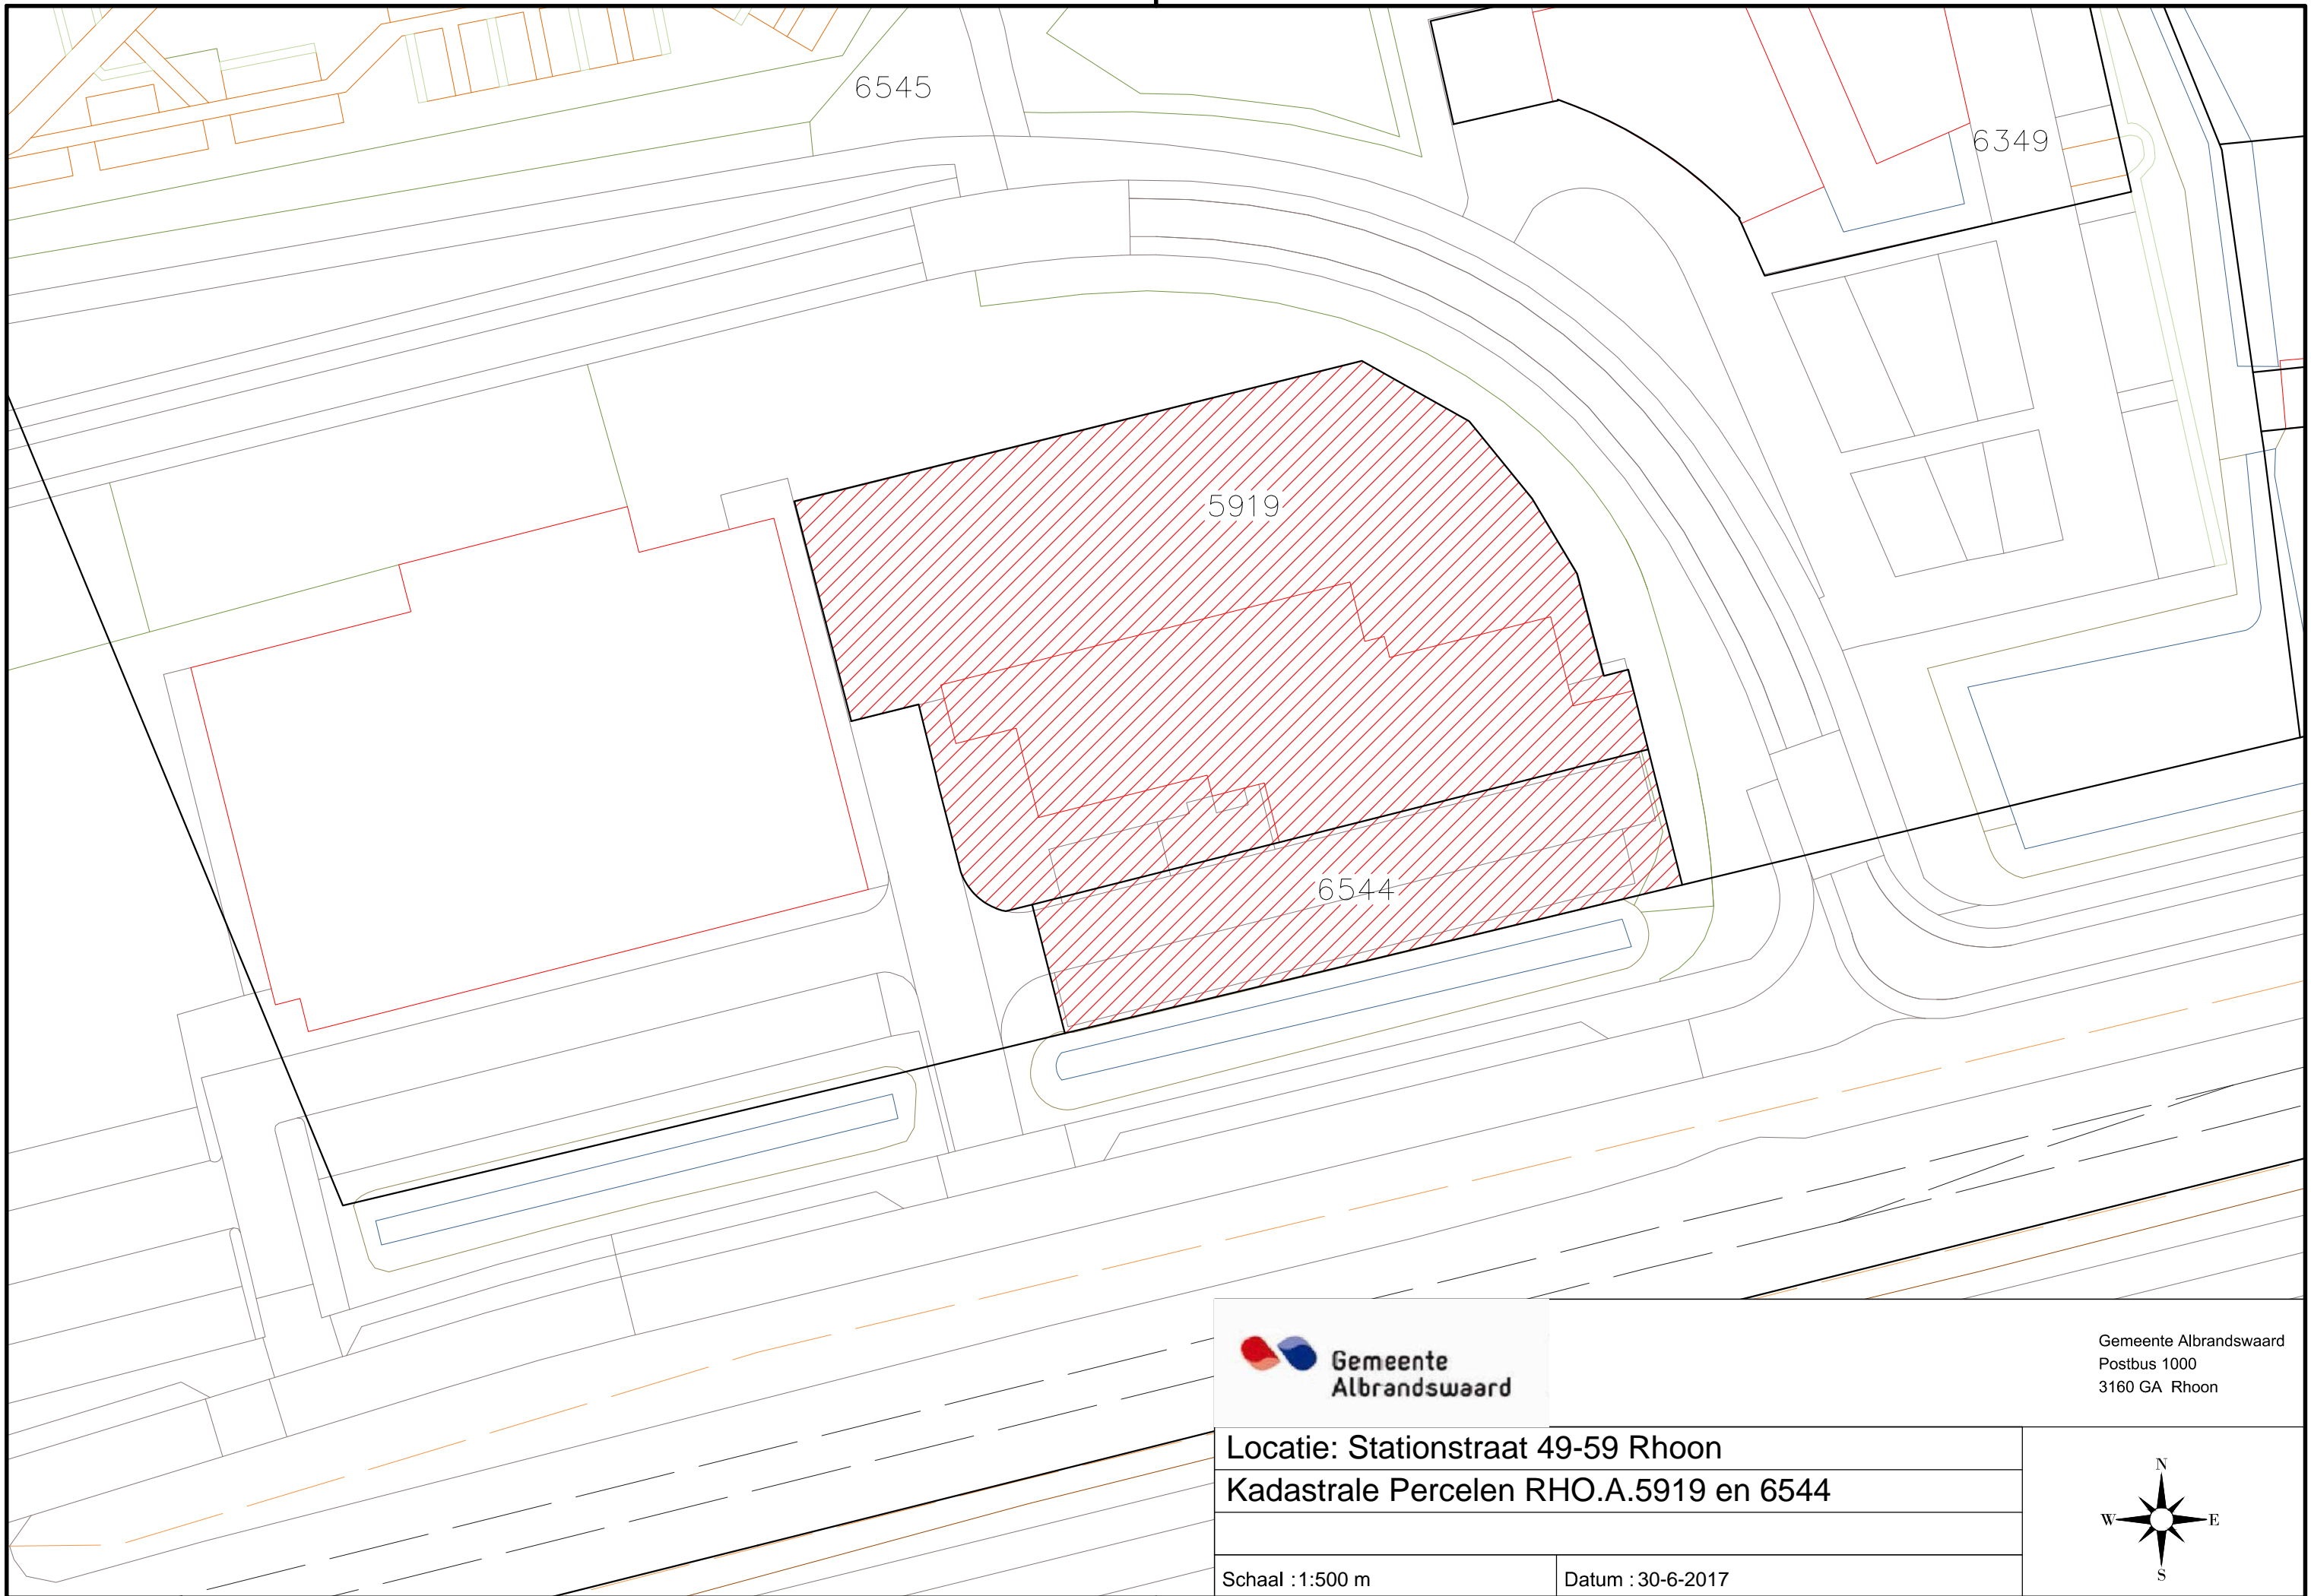 6545
6349
5919
6544
Gemeente
Albrandswaard
Gemeente Albrandswaard
Postbus 1000
3160 GA Rhoon
Locatie: Stationstraat 49-59 Rhoon
Kadastrale Percelen RHO.A.5919 en 6544
Schaal : 1:500 m
Datum : 30-6-2017
N
W E
S